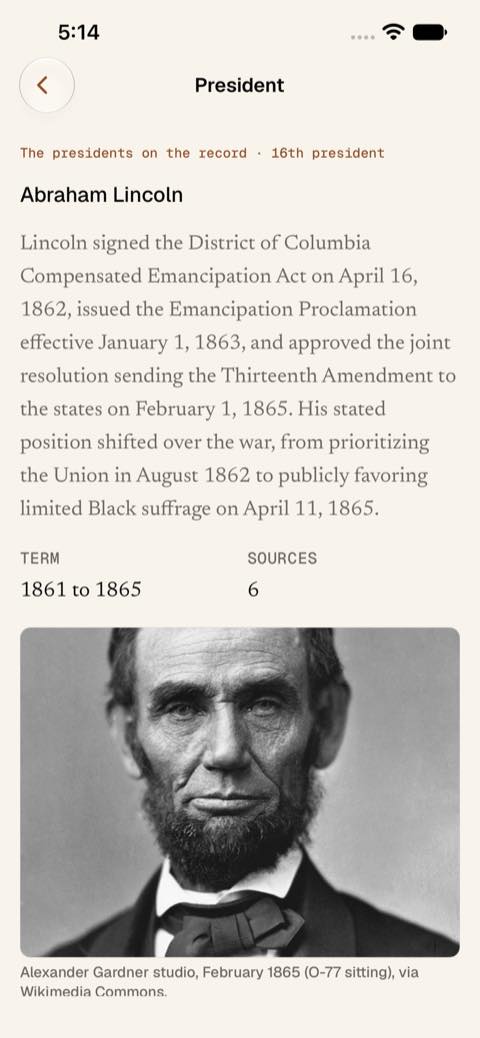 5:14
President
The presidents on the record · 16th president
Abraham Lincoln
Lincoln signed the District of Columbia
Compensated Emancipation Act on April 16,
1862, issued the Emancipation Proclamation
effective January 1, 1863, and approved the joint
resolution sending the Thirteenth Amendment to
the states on February 1, 1865. His stated
position shifted over the war, from prioritizing
the Union in August 1862 to publicly favoring
limited Black suffrage on April 11, 1865.
TERM
1861 to 1865
SOURCES
6
Alexander Gardner studio, February 1865 (O-77 sitting), via
Wikimedia Commons.